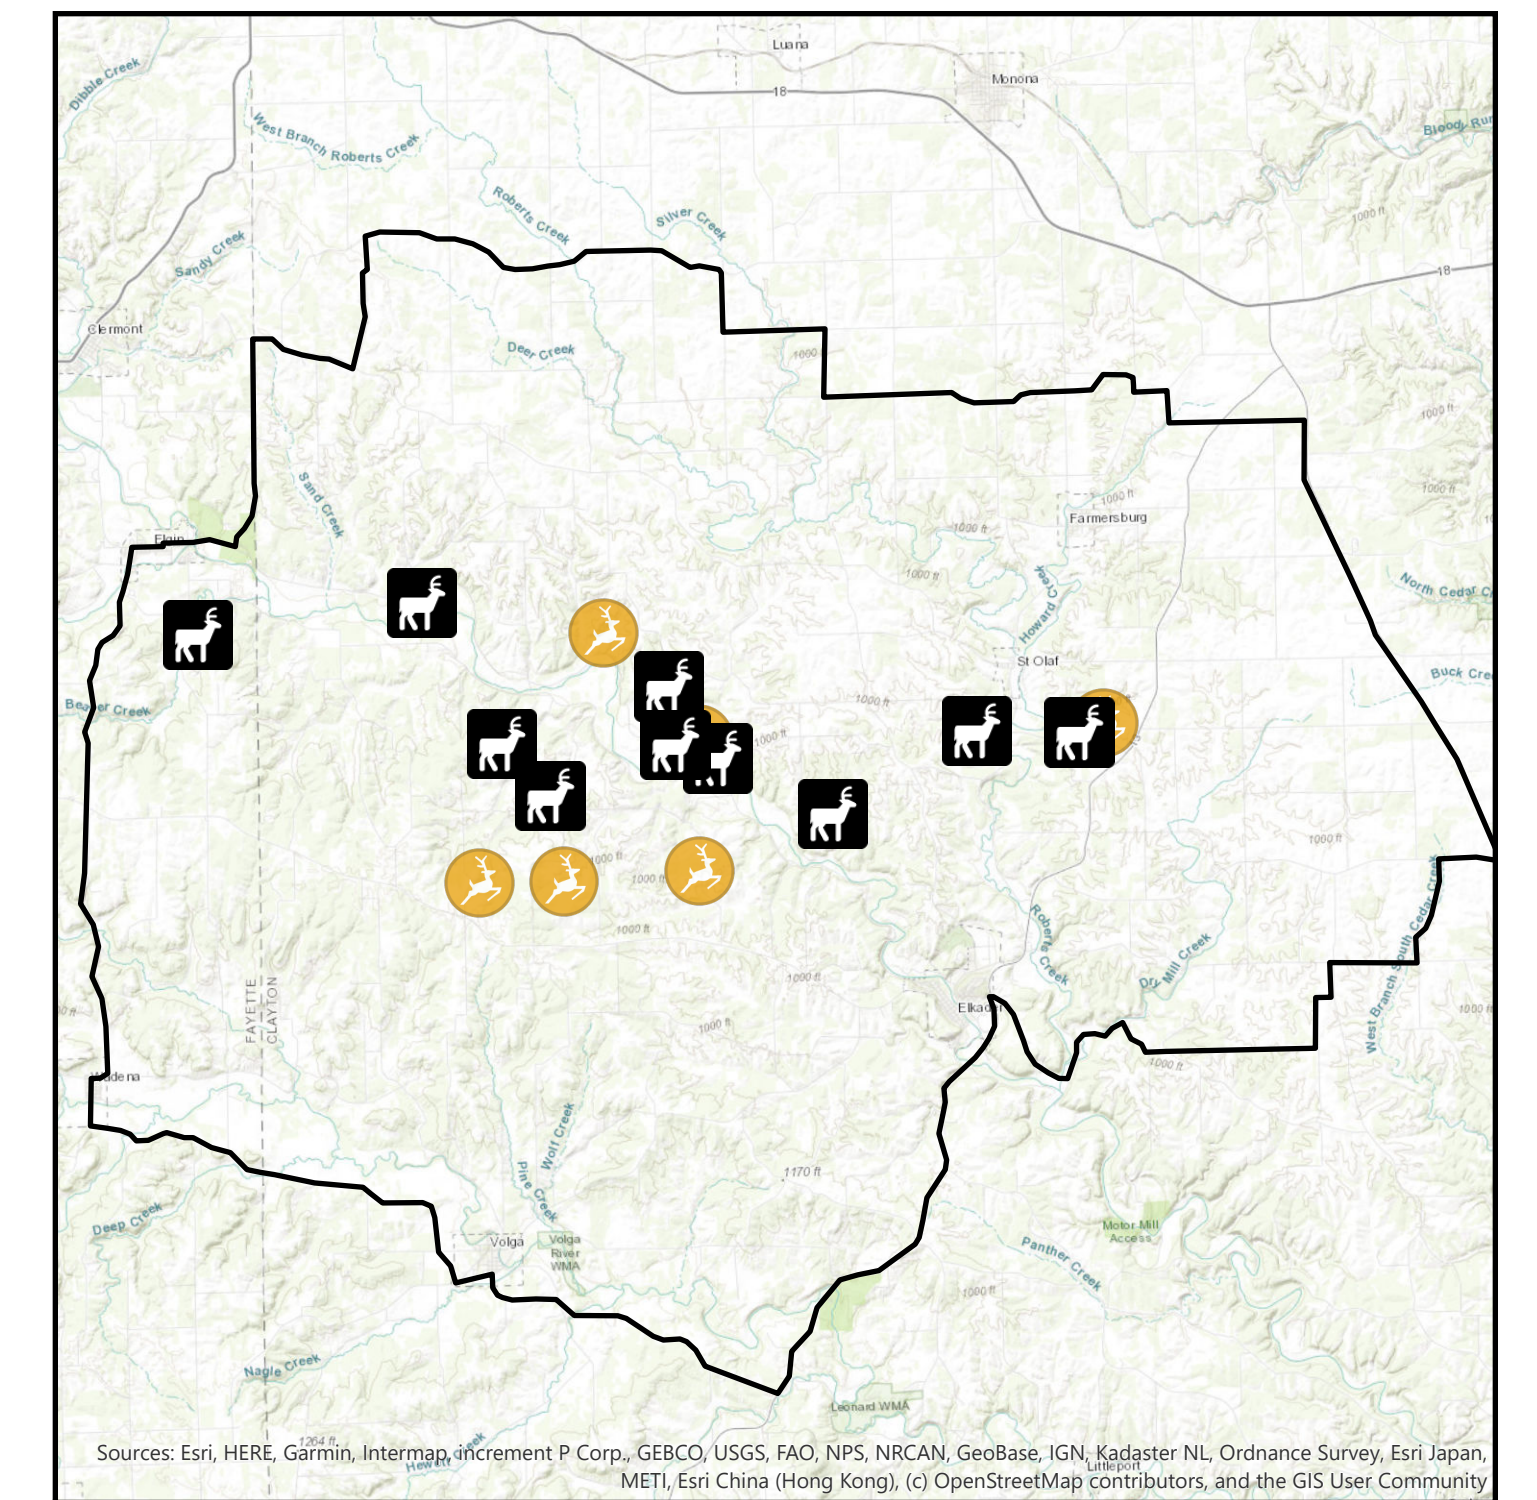 Luana
Monona
Dibble Creek
18
West Branch Roberts Creek
Bloody Run
Roberts Creek
Silver Creek
1000 ft
Sandy Creek
18
Clermont
Deer Creek
1000
1000 ft
Sand Creek
1000 ft
1000 ft
Farmersburg
1000 ft
Elgin
1000 ft
Howard Creek
North Cedar C
St Olaf
Buck Cre
1000 ft
Beaver Creek
1000 ft
13
1000 ft
1000 ft
1000 ft
1000 ft
Roberts Creek
West Branch South Cedar Creek
Dry Mill Creek
1000 ft
FAYETTE
CLAYTON
Elkader
1000 ft
1000 ft
1000 ft
Wadena
Wolf Creek
Pine Creek
1170 ft
Deep Creek
Motor Mill
Access
Volga
Volga
River
WMA
Panther Creek
1000 ft
Nagle Creek
Leonard WMA
1264 ft
Sources: Esri, HERE, Garmin, Intermap, increment P Corp., GEBCO, USGS, FAO, NPS, NRCAN, GeoBase, IGN, Kadaster NL, Ordnance Survey, Esri Japan,
Littleport
METI, Esri China (Hong Kong), (c) OpenStreetMap contributors, and the GIS User Community